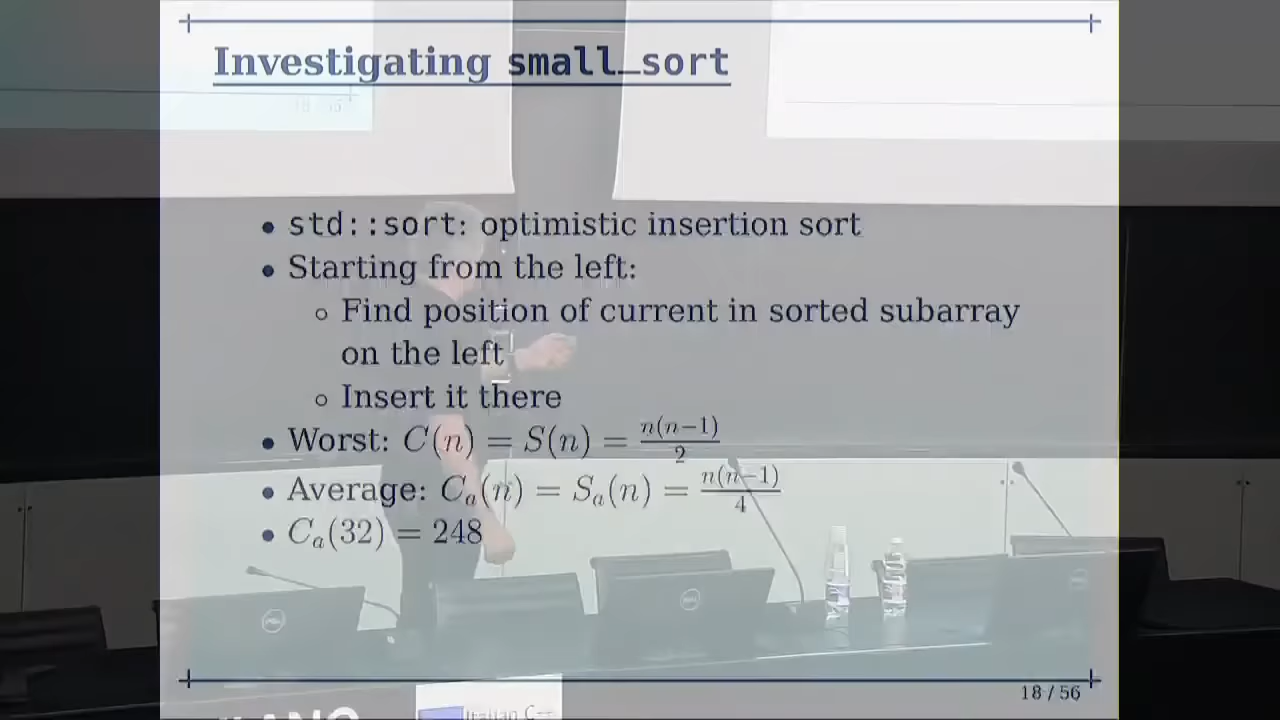 Investigating small_sort
• std::sort: optimistic insertion sort
• Starting from the left:
○ Find position of current in sorted subarray
on the left
○ Insert it there
• Worst: C(n) = S(n) = n(n−1)/2
• Average: Cₐ(n) = Sₐ(n) = n(n−1)/4
• Cₐ(32) = 248
18 / 56
Italian C++